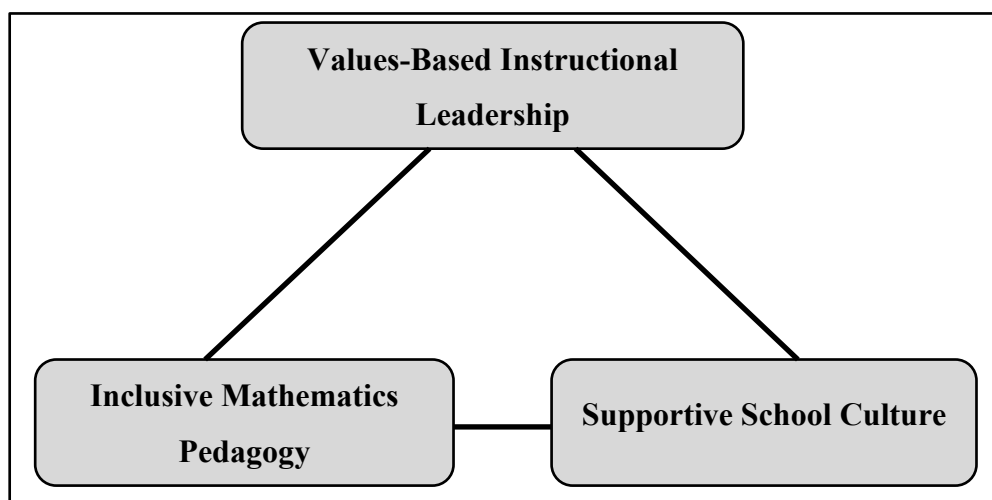 Values-Based Instructional
Leadership
Inclusive Mathematics
Pedagogy
Supportive School Culture